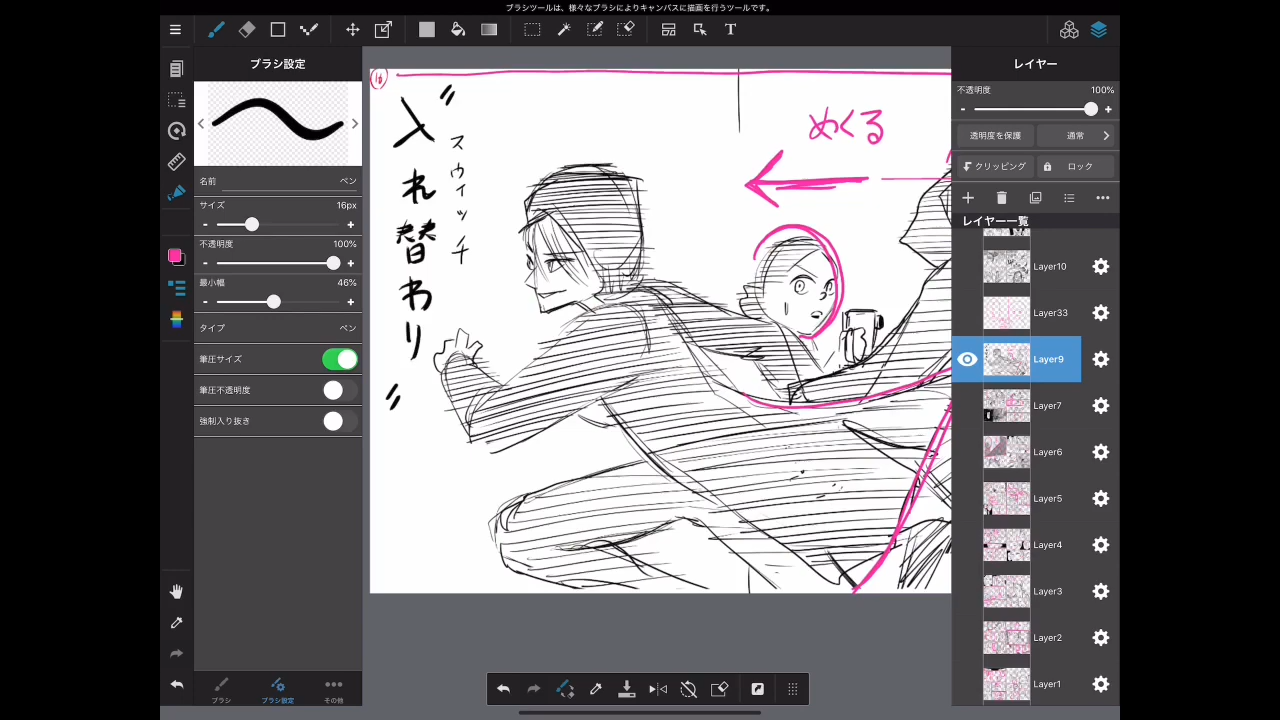 ブラシツールは、様々なブラシによりキャンバスに描画を行うツールです。
T
ブラシ設定
名前
ペン
サイズ
16px
不透明度
100%
最小幅
46%
タイプ
ペン
筆圧サイズ
筆圧不透明度
強制入り抜き
ブラシ
ブラシ設定
その他
めくる
〃入れ替わり〃
スウィッチ
レイヤー
不透明度
100%
透明度を保護
通常
クリッピング
ロック
レイヤー一覧
Layer10
Layer33
Layer9
Layer7
Layer6
Layer5
Layer4
Layer3
Layer2
Layer1